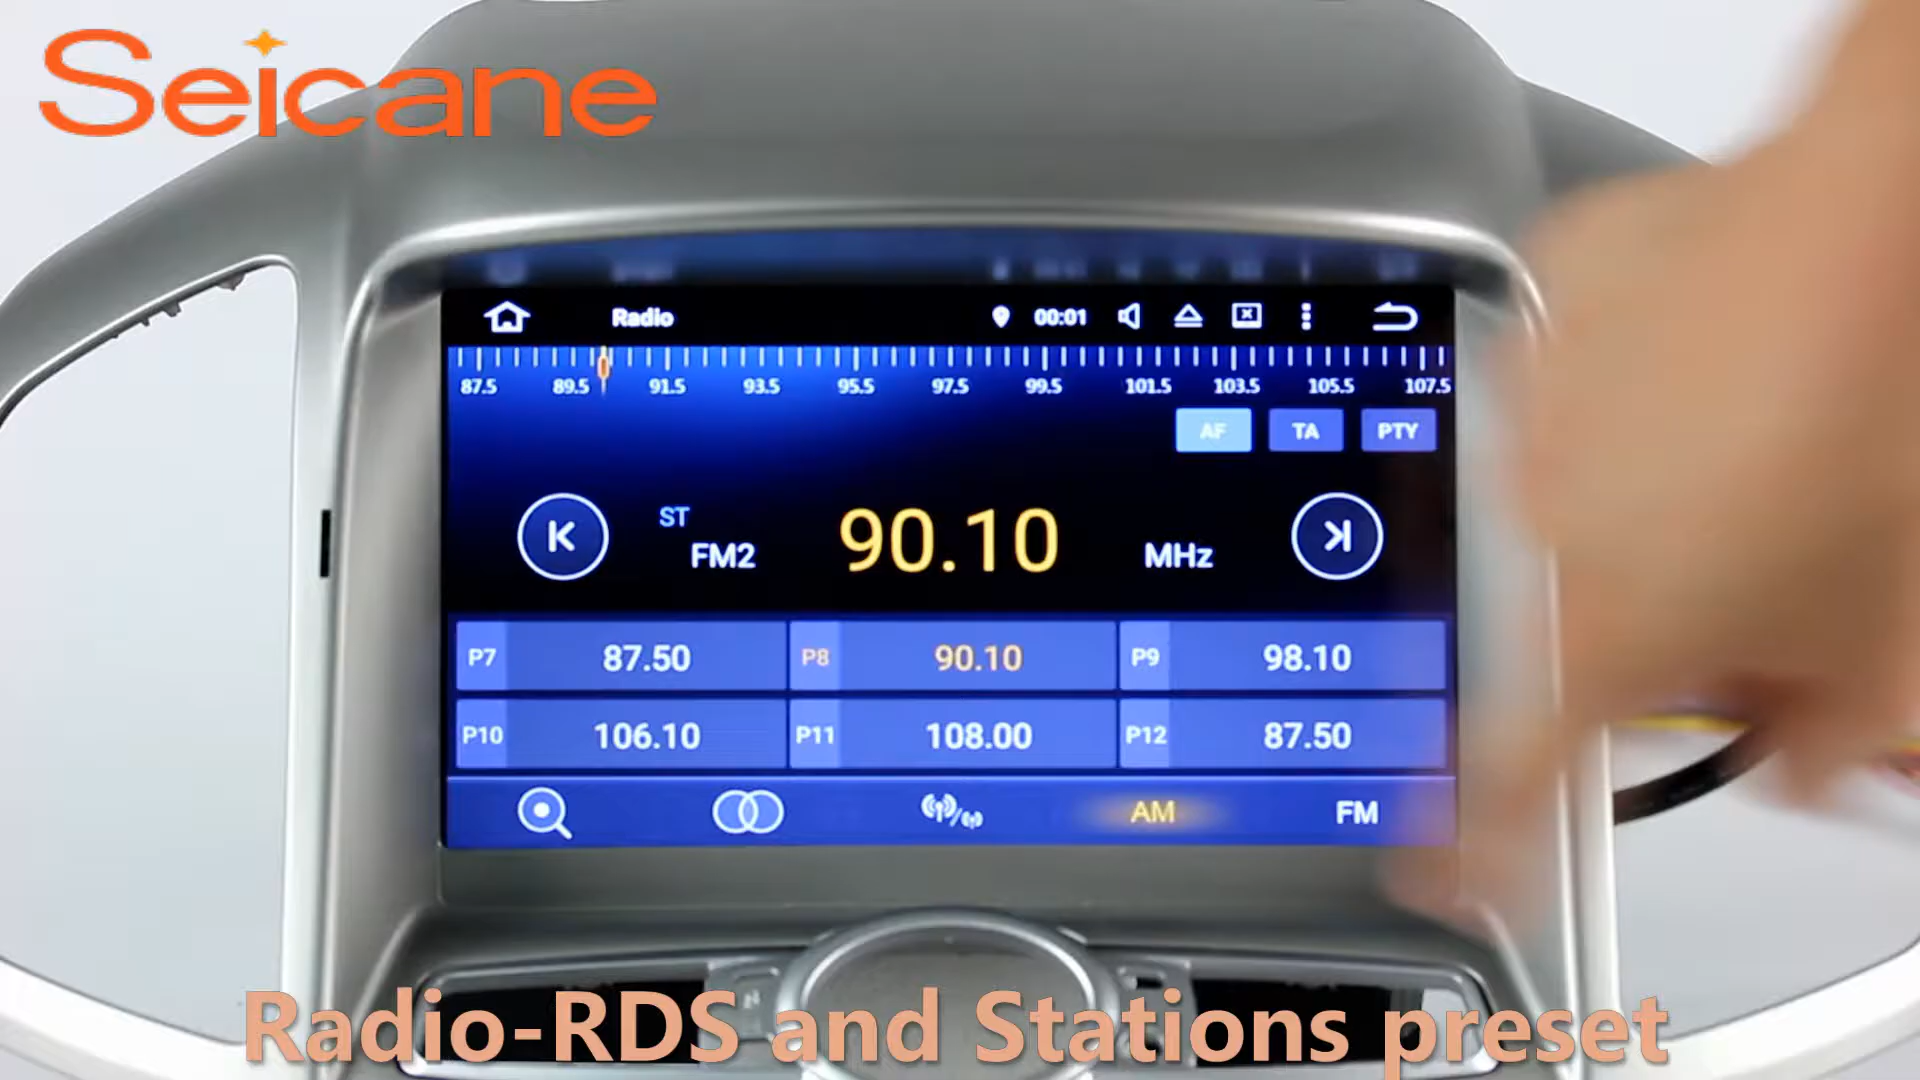 Seicane
Radio 00:01
87.5 89.5 91.5 93.5 95.5 97.5 99.5 101.5 103.5 105.5 107.5
AF TA PTY
ST
FM2 90.10 MHz
P7 87.50 P8 90.10 P9 98.10
P10 106.10 P11 108.00 P12 87.50
AM FM
Radio-RDS and Stations preset